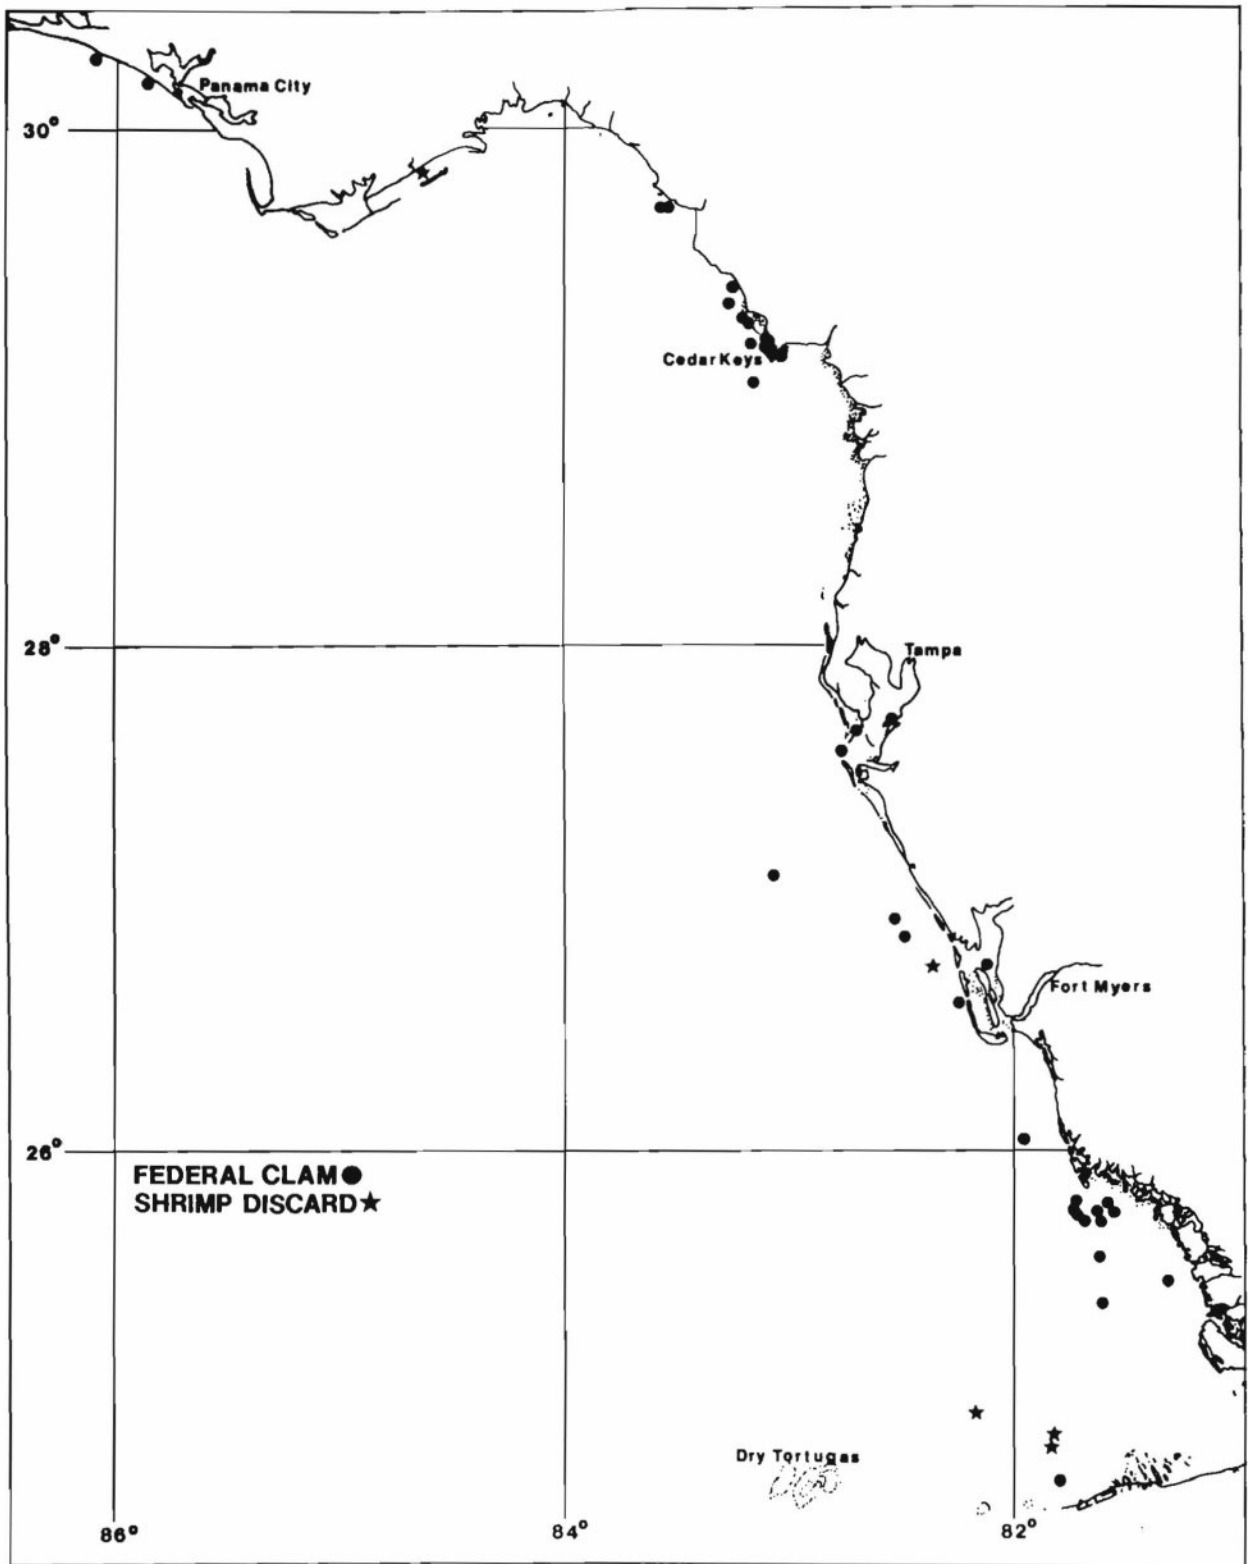 Panama City
30°
Cedar Keys
28°
Tampa
Fort Myers
26°
FEDERAL CLAM
SHRIMP DISCARD
Dry Tortugas
86°
84°
82°